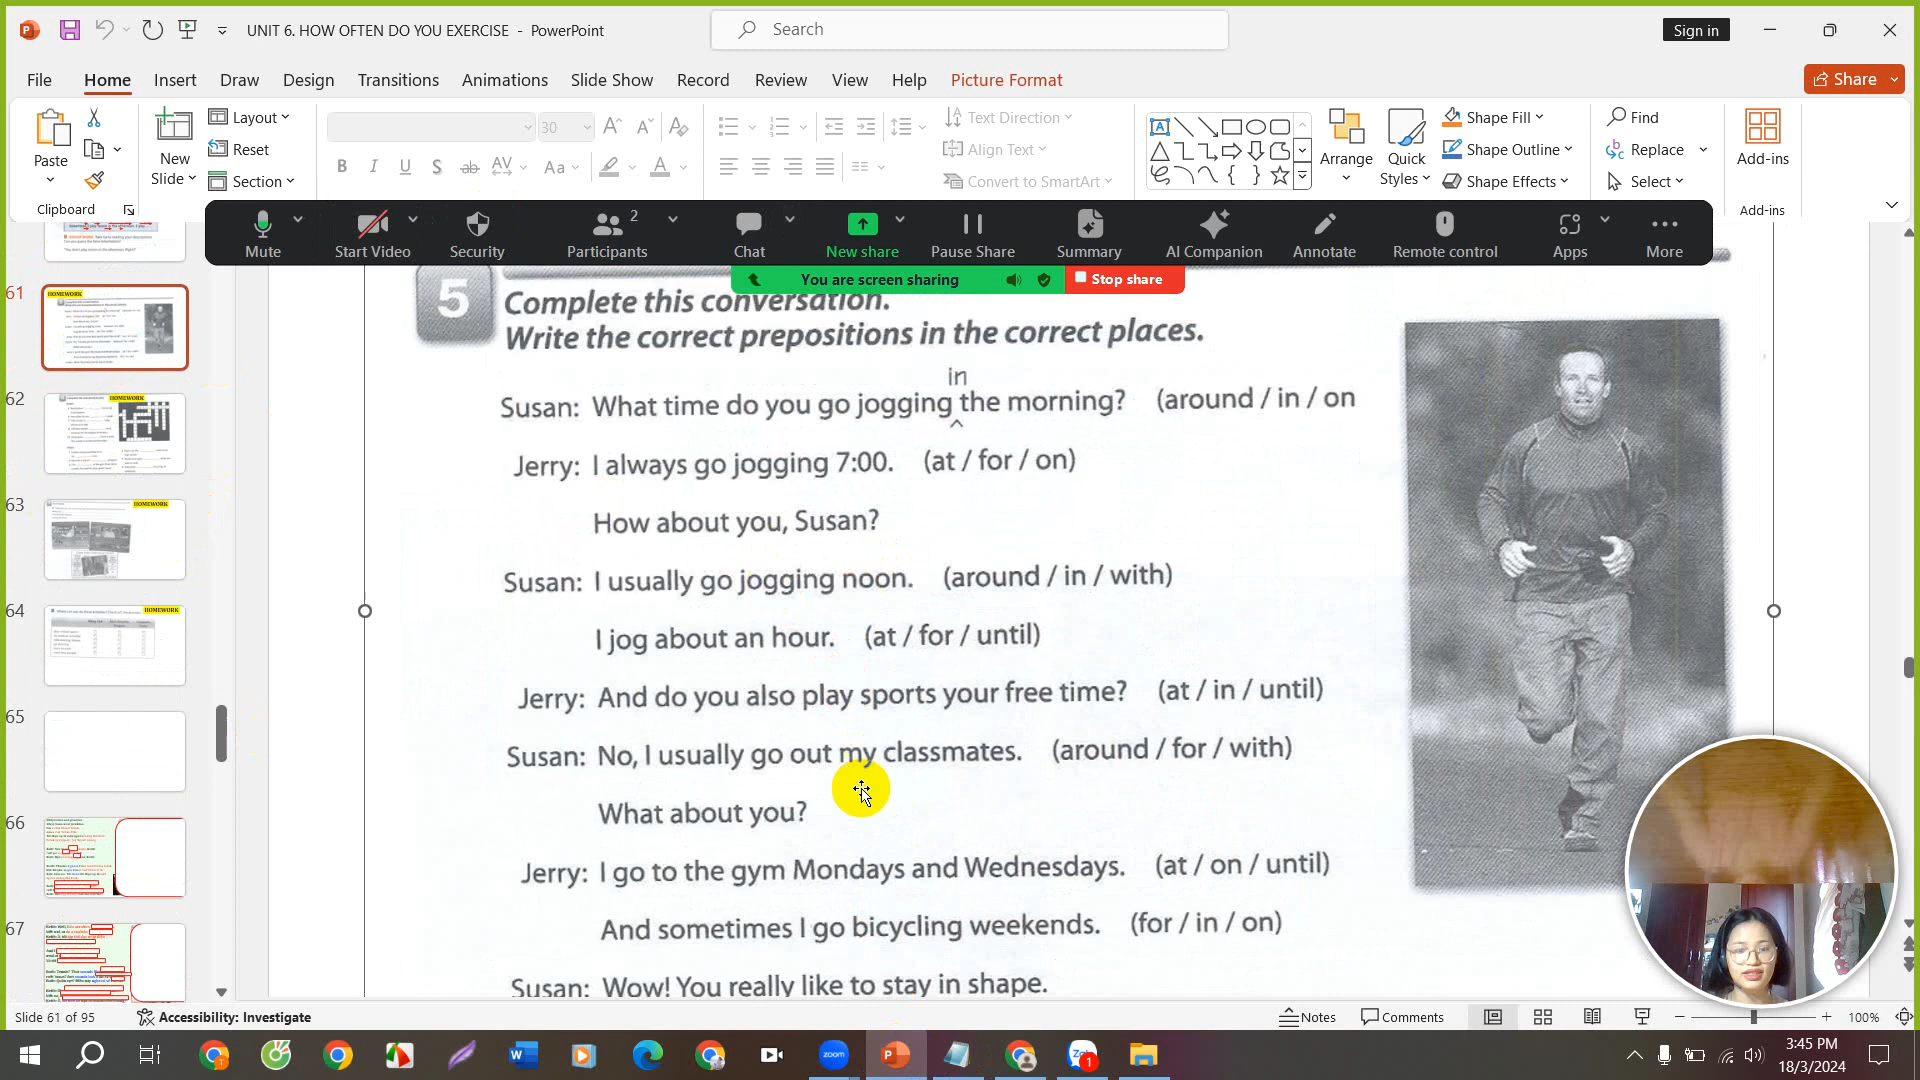 UNIT 6. HOW OFTEN DO YOU EXERCISE - PowerPoint
Search
Sign in
File Home Insert Draw Design Transitions Animations Slide Show Record Review View Help Picture Format
Share
Paste
New Slide
Layout
Reset
Section
30
Text Direction
Align Text
Convert to SmartArt
Arrange
Quick Styles
Shape Fill
Shape Outline
Shape Effects
Find
Replace
Select
Add-ins
Clipboard
Add-ins
Mute
Start Video
Security
Participants 2
Chat
New share
Pause Share
Summary
AI Companion
Annotate
Remote control
Apps
More
You are screen sharing
Stop share
61
HOMEWORK
62
HOMEWORK
63
HOMEWORK
64
HOMEWORK
65
66
67
5
Complete this conversation.
Write the correct prepositions in the correct places.
in
Susan: What time do you go jogging ^ the morning? (around / in / on
Jerry: I always go jogging 7:00. (at / for / on)
How about you, Susan?
Susan: I usually go jogging noon. (around / in / with)
I jog about an hour. (at / for / until)
Jerry: And do you also play sports your free time? (at / in / until)
Susan: No, I usually go out my classmates. (around / for / with)
What about you?
Jerry: I go to the gym Mondays and Wednesdays. (at / on / until)
And sometimes I go bicycling weekends. (for / in / on)
Susan: Wow! You really like to stay in shape.
Slide 61 of 95
Accessibility: Investigate
Notes
Comments
100%
zoom
1
3:45 PM
18/3/2024